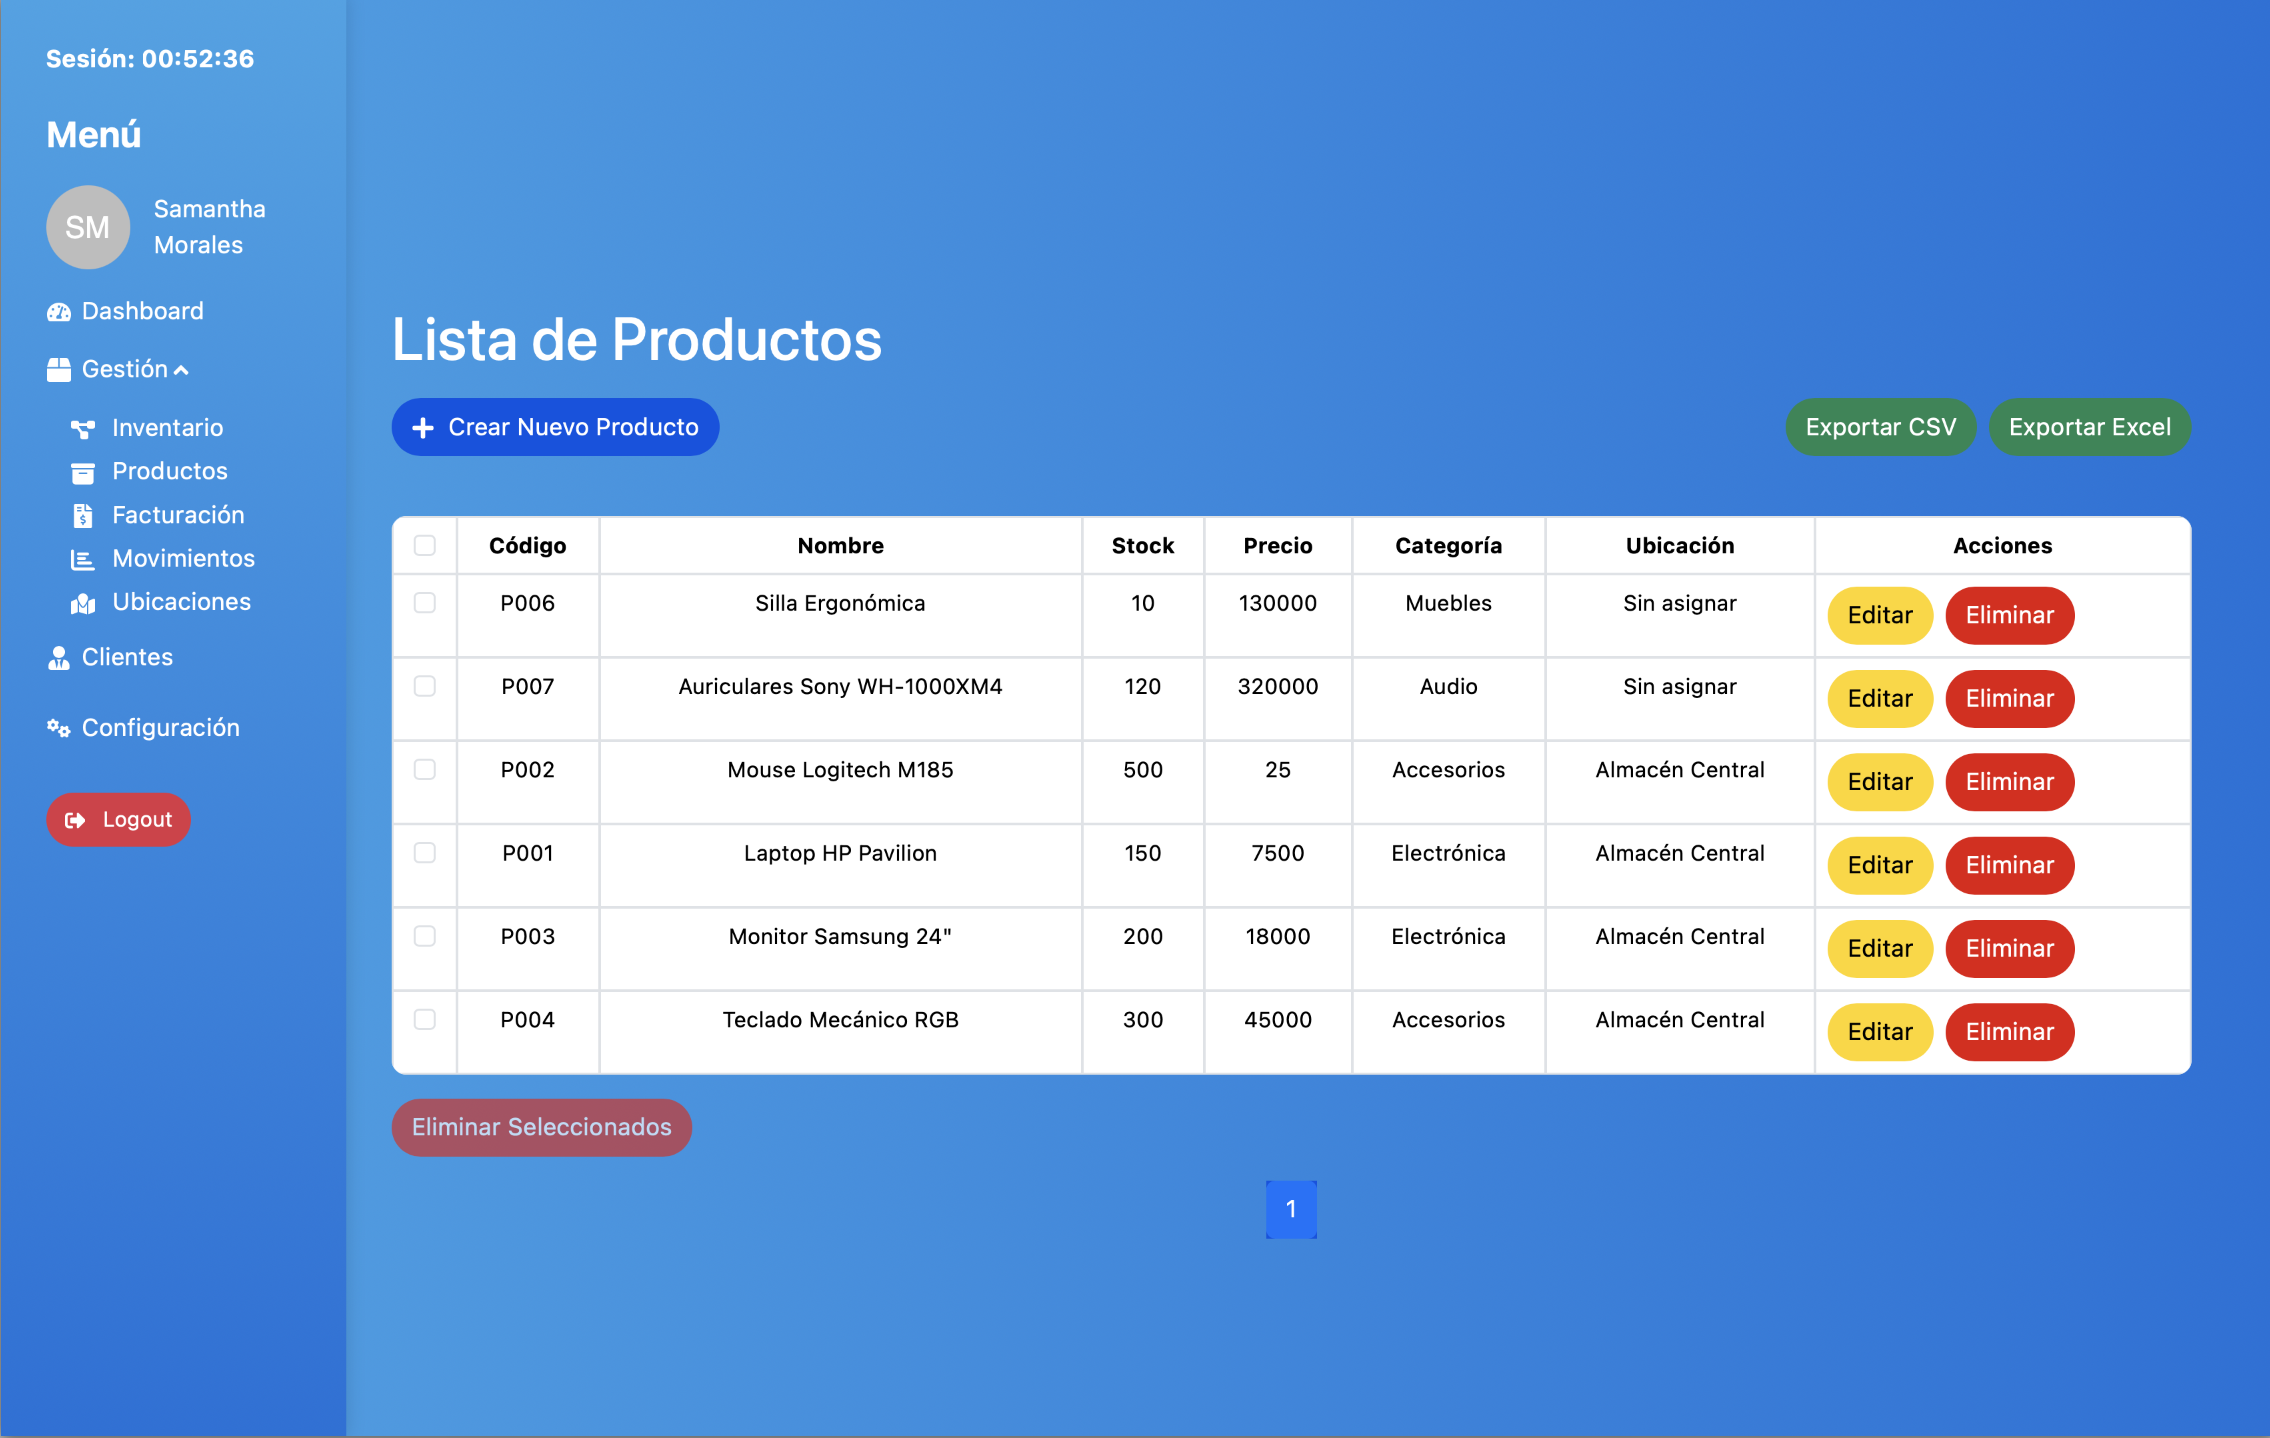 Sesión: 00:52:36
Menú
SM
Samantha
Morales
Dashboard
Gestión
Inventario
Productos
Facturación
Movimientos
Ubicaciones
Clientes
Configuración
Logout
Lista de Productos
Crear Nuevo Producto
Exportar CSV Exportar Excel
Código Nombre Stock Precio Categoría Ubicación Acciones
P006 Silla Ergonómica 10 130000 Muebles Sin asignar Editar Eliminar
P007 Auriculares Sony WH-1000XM4 120 320000 Audio Sin asignar Editar Eliminar
P002 Mouse Logitech M185 500 25 Accesorios Almacén Central Editar Eliminar
P001 Laptop HP Pavilion 150 7500 Electrónica Almacén Central Editar Eliminar
P003 Monitor Samsung 24" 200 18000 Electrónica Almacén Central Editar Eliminar
P004 Teclado Mecánico RGB 300 45000 Accesorios Almacén Central Editar Eliminar
Eliminar Seleccionados
1